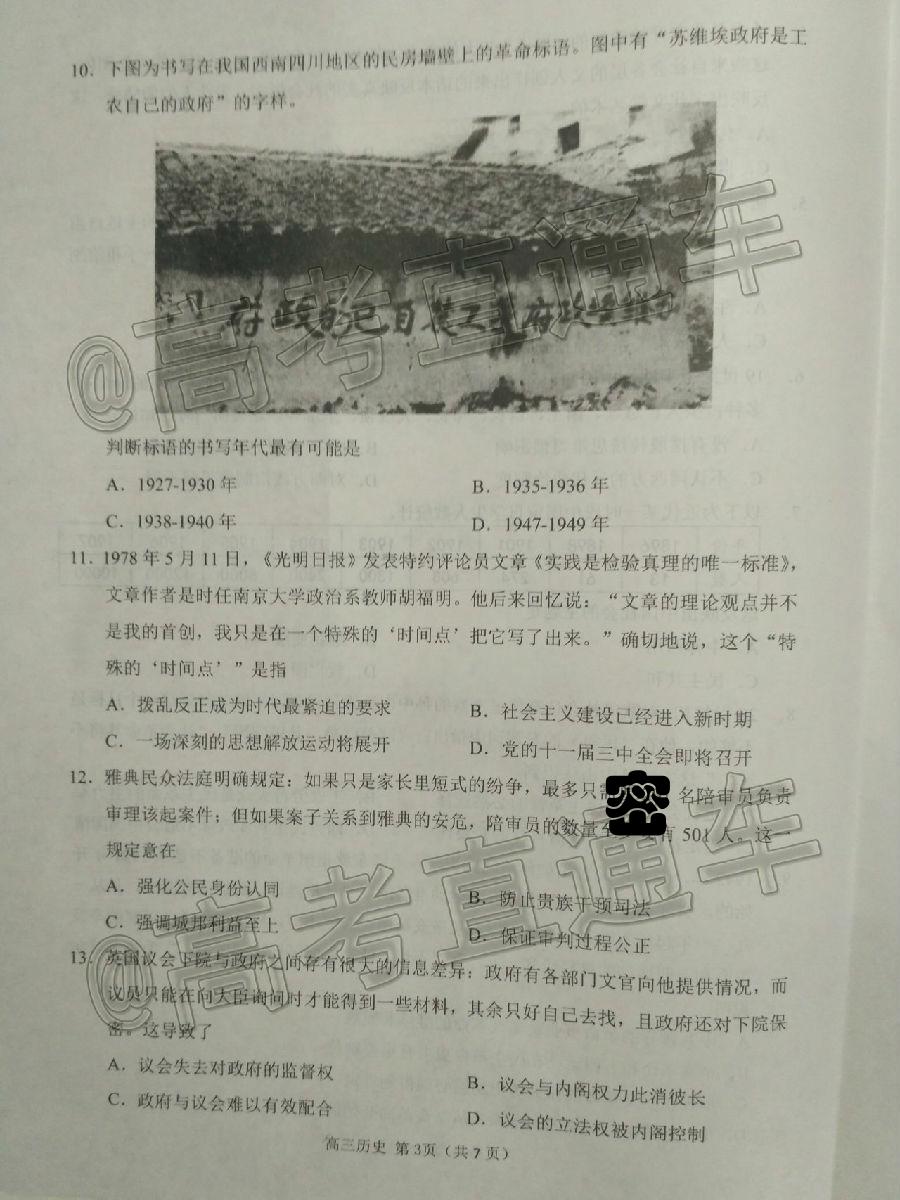 10. 下图为书写在我国西南四川地区的民房墙壁上的革命标语。图中有“苏维埃政府是工
农自己的政府”的字样。
府政的己自农工是府政埃维苏
@高考直通车
判断标语的书写年代最有可能是
A. 1927-1930 年
B. 1935-1936 年
C. 1938-1940 年
D. 1947-1949 年
11. 1978 年 5 月 11 日，《光明日报》发表特约评论员文章《实践是检验真理的唯一标准》，
文章作者是时任南京大学政治系教师胡福明。他后来回忆说：“文章的理论观点并不
是我的首创，我只是在一个特殊的‘时间点’把它写了出来。”确切地说，这个“特
殊的‘时间点’”是指
A. 拨乱反正成为时代最紧迫的要求
B. 社会主义建设已经进入新时期
C. 一场深刻的思想解放运动将展开
D. 党的十一届三中全会即将召开
12. 雅典民众法庭明确规定：如果只是家长里短式的纷争，最多只需 名陪审员负责
审理该起案件；但如果案子关系到雅典的安危，陪审员的数量至 有 501 人。这一
规定意在
A. 强化公民身份认同
B. 防止贵族干预司法
C. 强调城邦利益至上
D. 保证审判过程公正
@高考直通车
13. 英国议会下院与政府之间存有很大的信息差异：政府有各部门文官向他提供情况，而
议员只能在向大臣询问时才能得到一些材料，其余只好自己去找，且政府还对下院保
密。这导致了
A. 议会失去对政府的监督权
B. 议会与内阁权力此消彼长
C. 政府与议会难以有效配合
D. 议会的立法权被内阁控制
高三历史 第 3页（共 7 页）